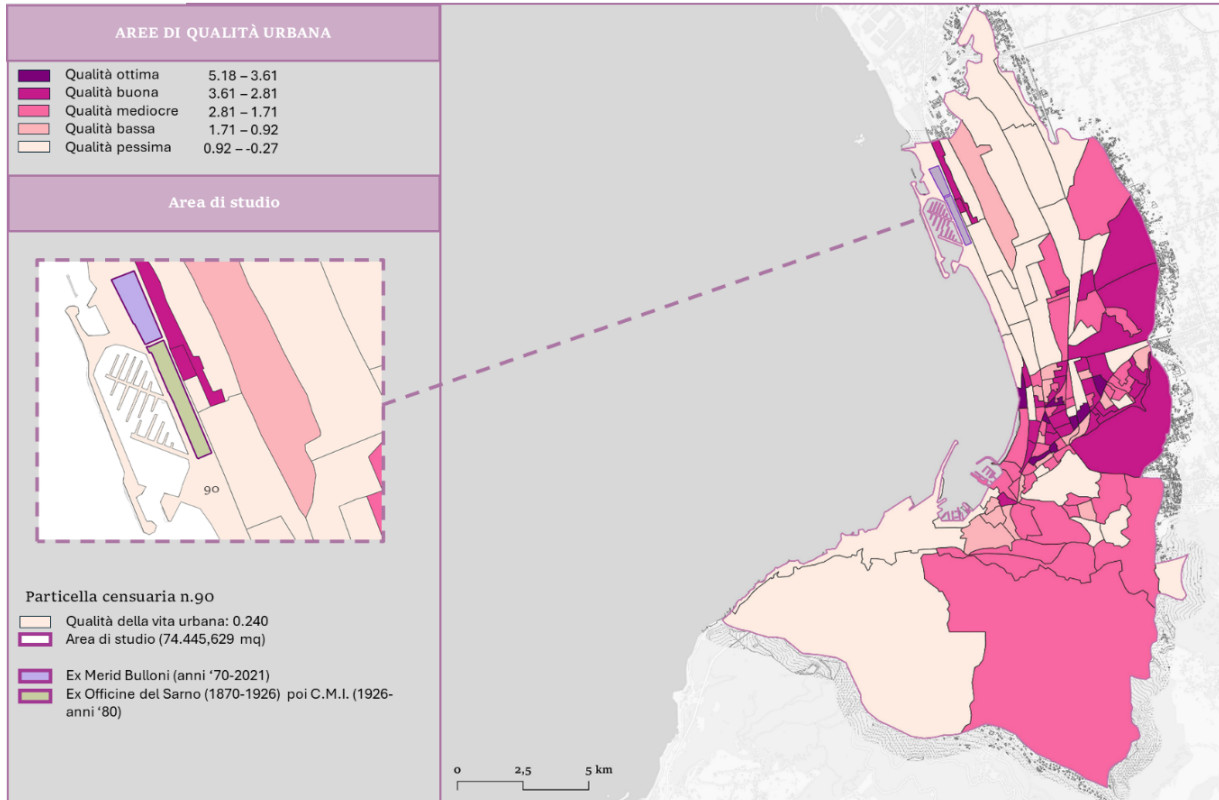 AREE DI QUALITÀ URBANA
Qualità ottima 5.18 – 3.61
Qualità buona 3.61 – 2.81
Qualità mediocre 2.81 – 1.71
Qualità bassa 1.71 – 0.92
Qualità pessima 0.92 – -0.27
Area di studio
90
Particella censuaria n.90
Qualità della vita urbana: 0.240
Area di studio (74.445,629 mq)
Ex Merid Bulloni (anni ‘70-2021)
Ex Officine del Sarno (1870-1926) poi C.M.I. (1926-
anni ‘80)
0 2,5 5 km